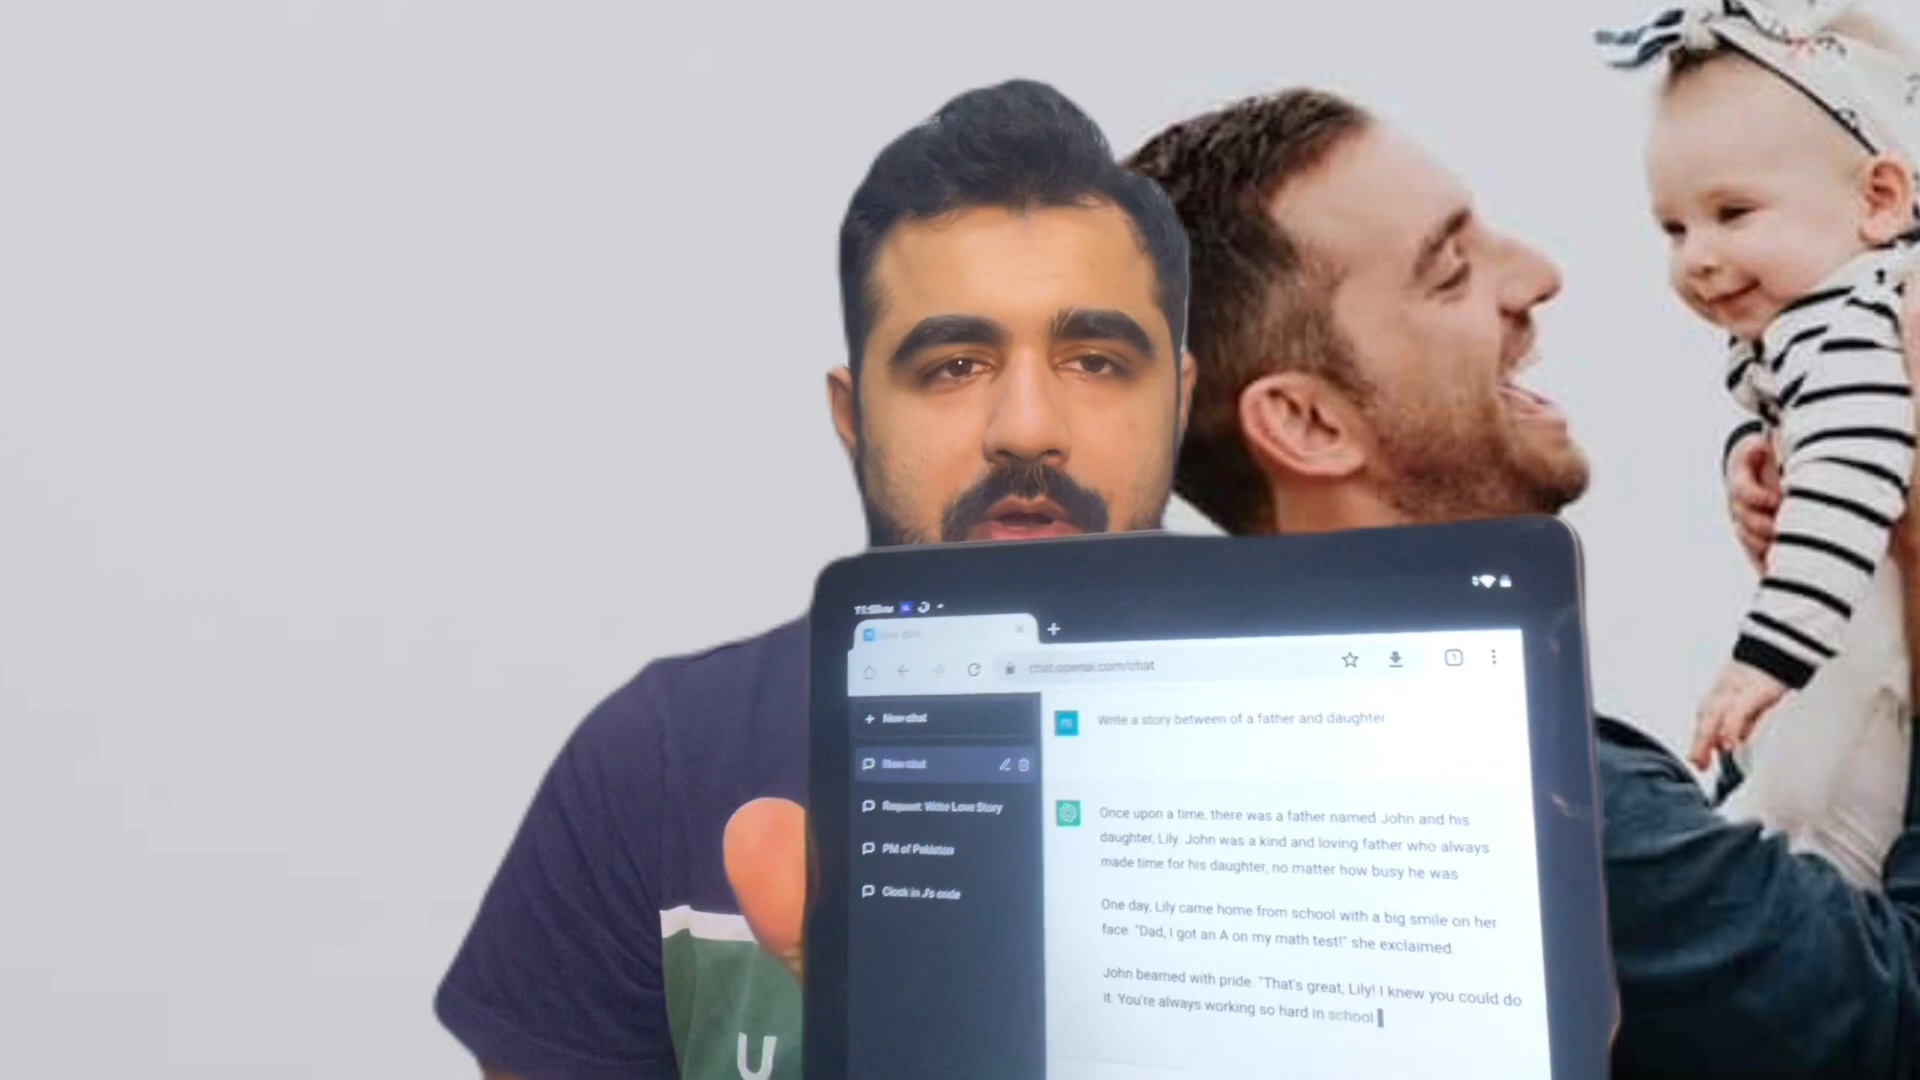 chat.openai.com/chat
+ New chat
New chat
Request: Write Love Story
PM of Pakistan
Clock in Js code
m
Write a story between of a father and daughter
Once upon a time, there was a father named John and his
daughter, Lily. John was a kind and loving father who always
made time for his daughter, no matter how busy he was
One day, Lily came home from school with a big smile on her
face. "Dad, I got an A on my math test!" she exclaimed.
John beamed with pride. "That's great, Lily! I knew you could do
it. You're always working so hard in school
U